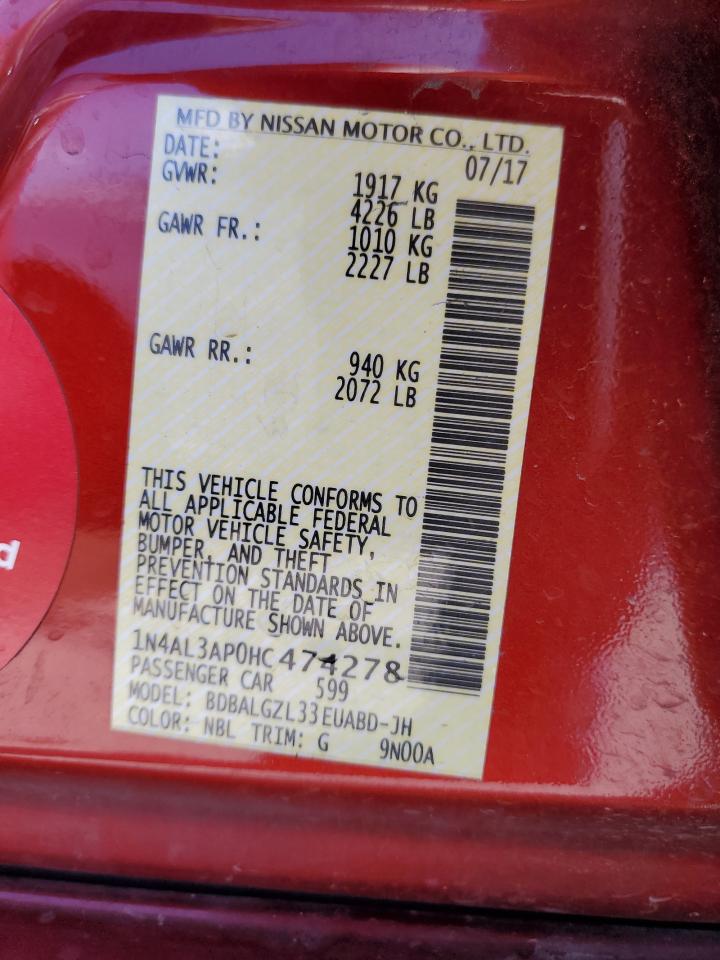 MFD BY NISSAN MOTOR CO., LTD.
DATE: 07/17
GVWR: 1917 KG
4226 LB
GAWR FR.: 1010 KG
2227 LB
GAWR RR.: 940 KG
2072 LB
THIS VEHICLE CONFORMS TO
ALL APPLICABLE FEDERAL
MOTOR VEHICLE SAFETY,
BUMPER, AND THEFT
PREVENTION STANDARDS IN
EFFECT ON THE DATE OF
MANUFACTURE SHOWN ABOVE.
1N4AL3AP0HC474278
PASSENGER CAR 599
MODEL: BDBALGZL33EUABD-JH
COLOR: NBL TRIM: G 9N00A